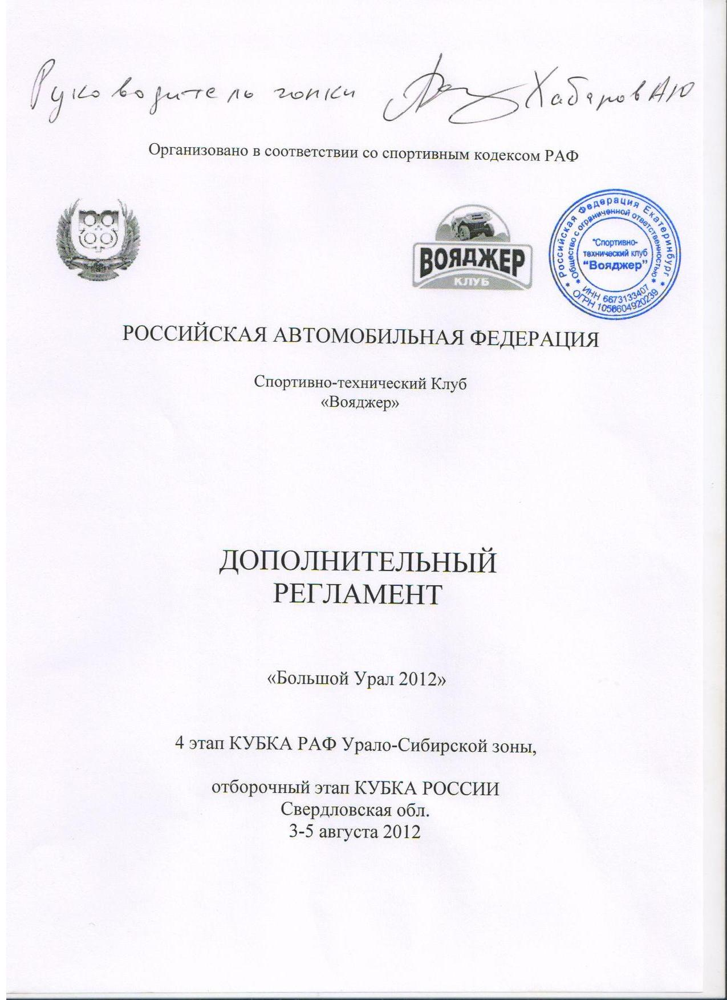 Руководитель гонки Хабаров АЮ
Организовано в соответствии со спортивным кодексом РАФ
ВОЯДЖЕР
КЛУБ
Российская Федерация Екатеринбург
Общество с ограниченной ответственностью
"Спортивно-
технический клуб
"Вояджер"
ИНН 6673133407
ОГРН 1056604920239
РОССИЙСКАЯ АВТОМОБИЛЬНАЯ ФЕДЕРАЦИЯ
Спортивно-технический Клуб
«Вояджер»
ДОПОЛНИТЕЛЬНЫЙ
РЕГЛАМЕНТ
«Большой Урал 2012»
4 этап КУБКА РАФ Урало-Сибирской зоны,
отборочный этап КУБКА РОССИИ
Свердловская обл.
3-5 августа 2012